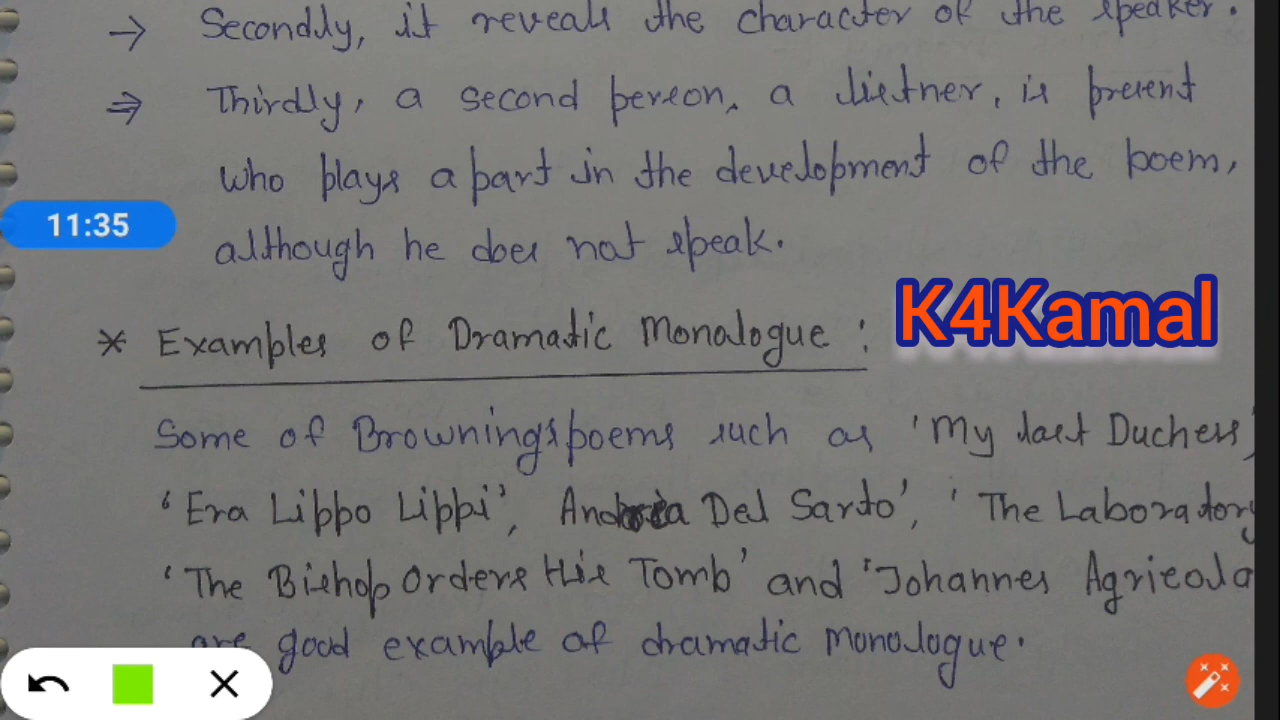 → Secondly, it reveals the character of the speaker.
⇒ Thirdly, a second person, a listner, is present
who plays a part in the development of the poem,
11:35
although he does not speak.
K4Kamal
* Examples of Dramatic Monologue :
Some of Browning's poems such as 'My last Duchess,'
'Era Lippo Lippi', Andrea Del Sarto', 'The Laboratory
'The Bishop Orders His Tomb' and 'Johannes Agricola
are good example of dramatic monologue.